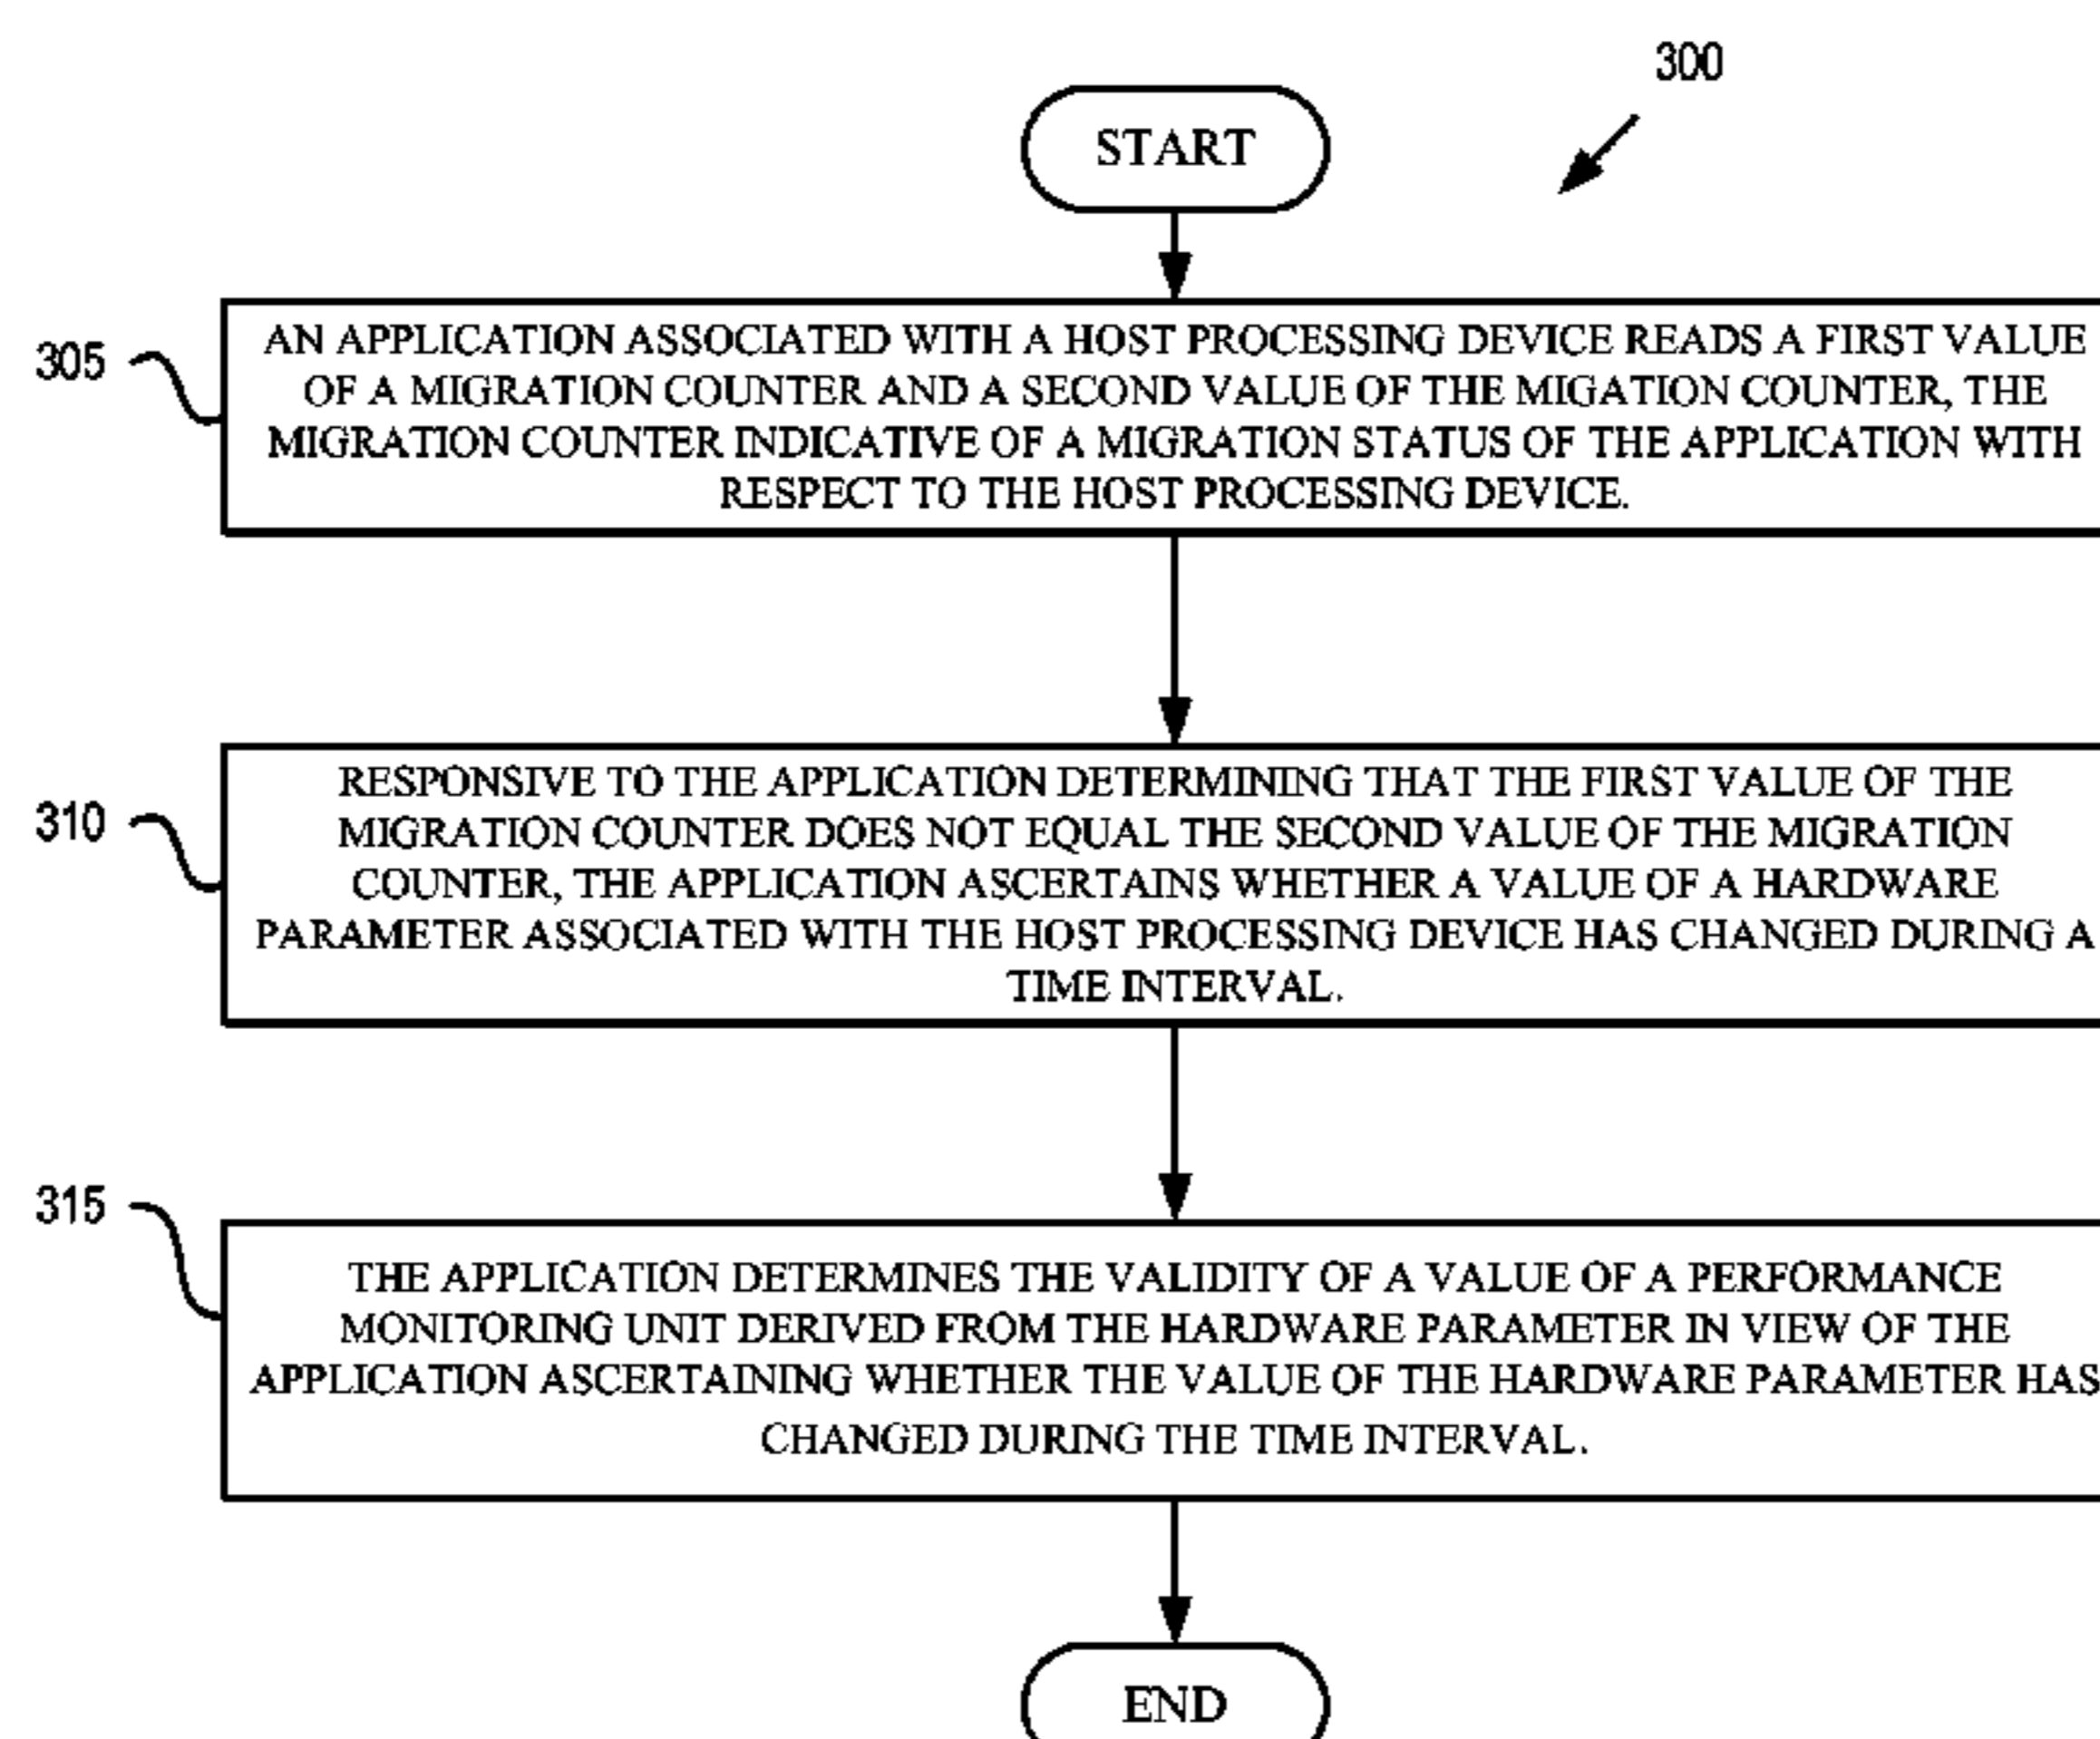 300
START
305
AN APPLICATION ASSOCIATED WITH A HOST PROCESSING DEVICE READS A FIRST VALUE
OF A MIGRATION COUNTER AND A SECOND VALUE OF THE MIGATION COUNTER, THE
MIGRATION COUNTER INDICATIVE OF A MIGRATION STATUS OF THE APPLICATION WITH
RESPECT TO THE HOST PROCESSING DEVICE.
310
RESPONSIVE TO THE APPLICATION DETERMINING THAT THE FIRST VALUE OF THE
MIGRATION COUNTER DOES NOT EQUAL THE SECOND VALUE OF THE MIGRATION
COUNTER, THE APPLICATION ASCERTAINS WHETHER A VALUE OF A HARDWARE
PARAMETER ASSOCIATED WITH THE HOST PROCESSING DEVICE HAS CHANGED DURING A
TIME INTERVAL.
315
THE APPLICATION DETERMINES THE VALIDITY OF A VALUE OF A PERFORMANCE
MONITORING UNIT DERIVED FROM THE HARDWARE PARAMETER IN VIEW OF THE
APPLICATION ASCERTAINING WHETHER THE VALUE OF THE HARDWARE PARAMETER HAS
CHANGED DURING THE TIME INTERVAL.
END